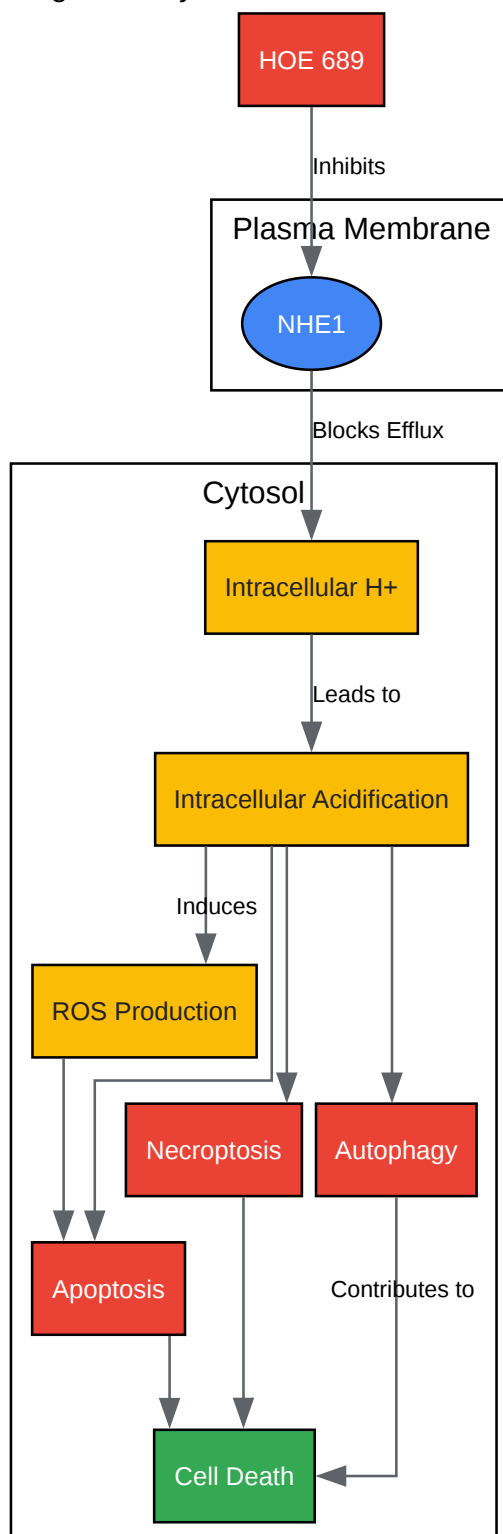 HOE 689
Inhibits
Plasma Membrane
NHE1
Blocks Efflux
Cytosol
Intracellular H+
Leads to
Intracellular Acidification
Induces
ROS Production
Necroptosis
Autophagy
Apoptosis
Contributes to
Cell Death